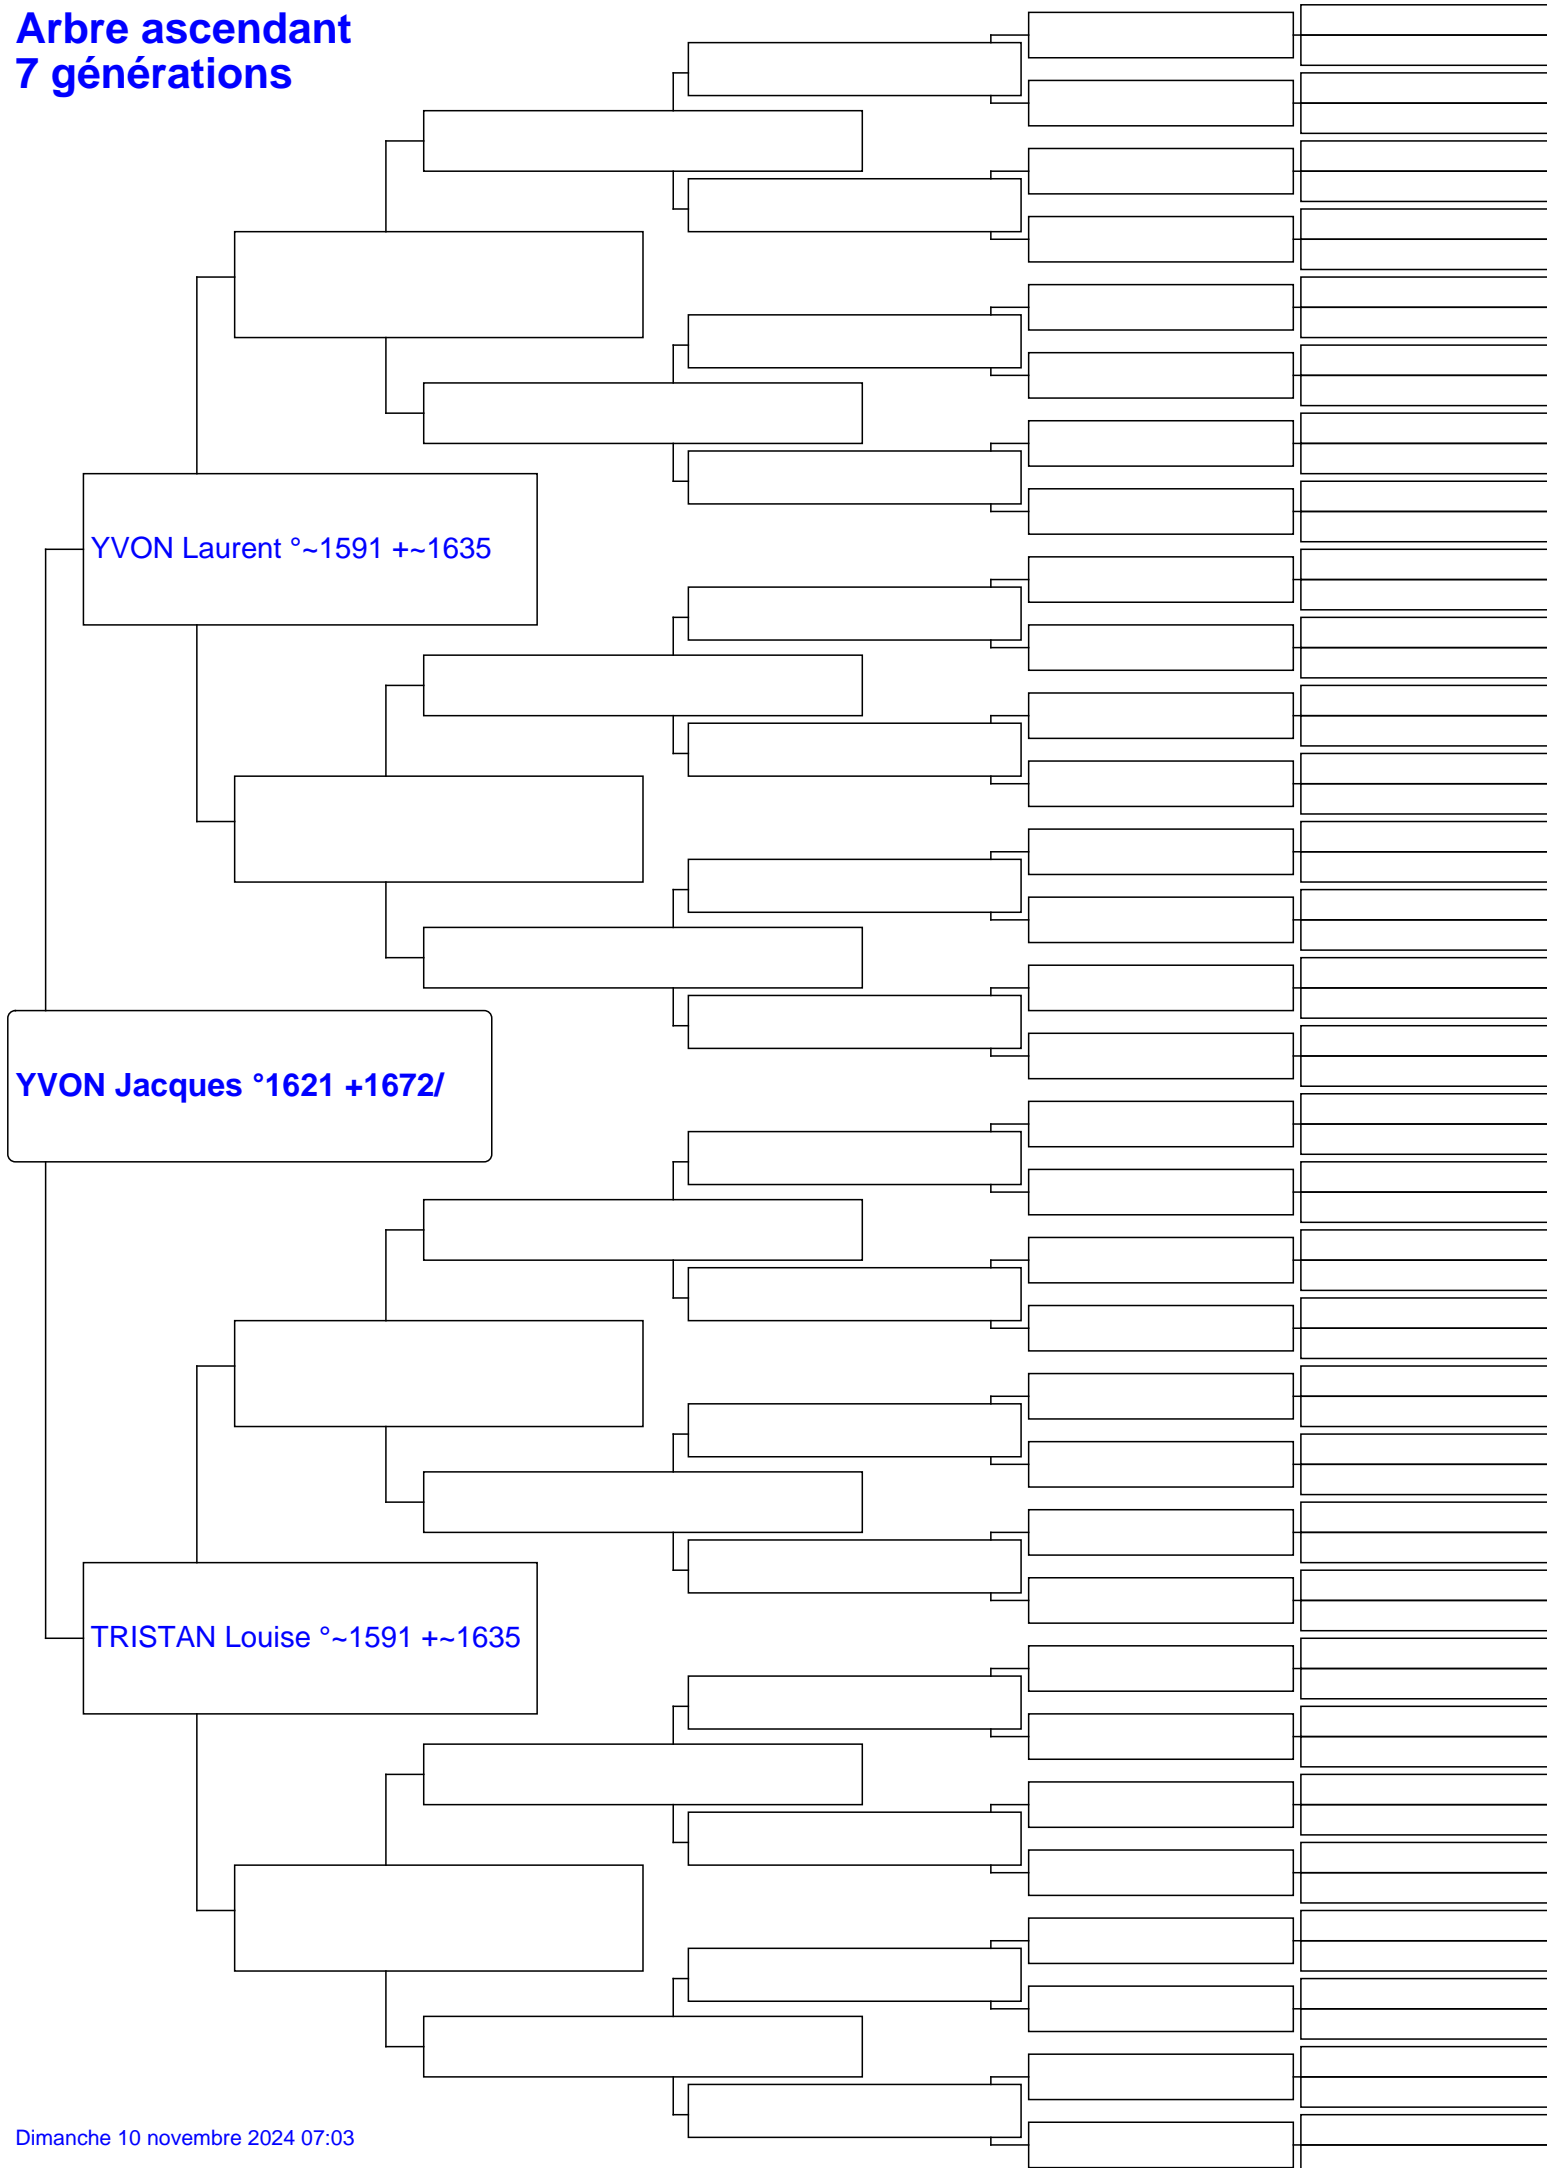 Arbre ascendant
7 générations
YVON Laurent °~1591 +~1635
YVON Jacques °1621 +1672/
TRISTAN Louise °~1591 +~1635
Dimanche 10 novembre 2024 07:03